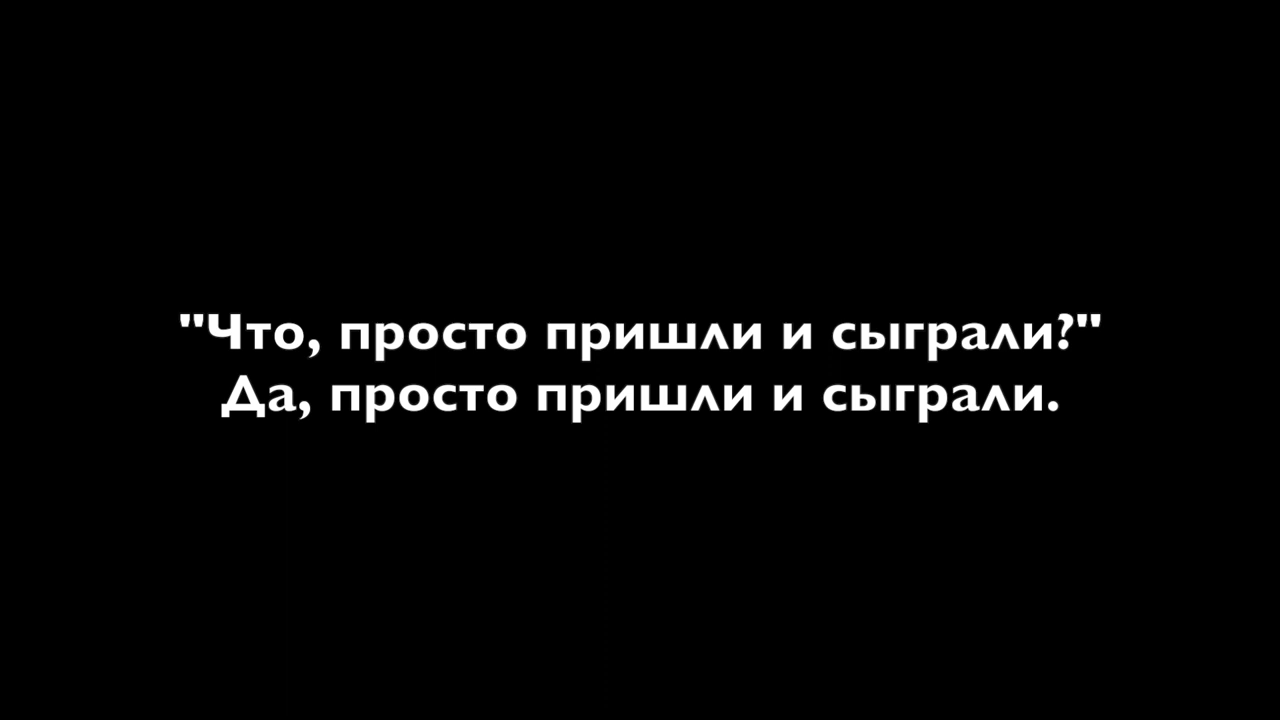 "Что, просто пришли и сыграли?"
Да, просто пришли и сыграли.